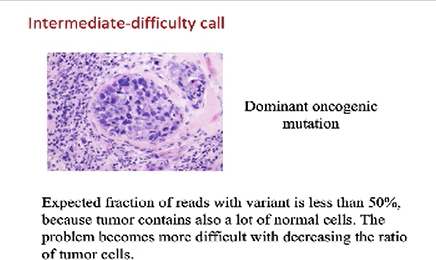 Intermediate-difficulty call
Dominant oncogenic
mutation
Expected fraction of reads with variant is less than 50%,
because tumor contains also a lot of normal cells. The
problem becomes more difficult with decreasing the ratio
of tumor cells.